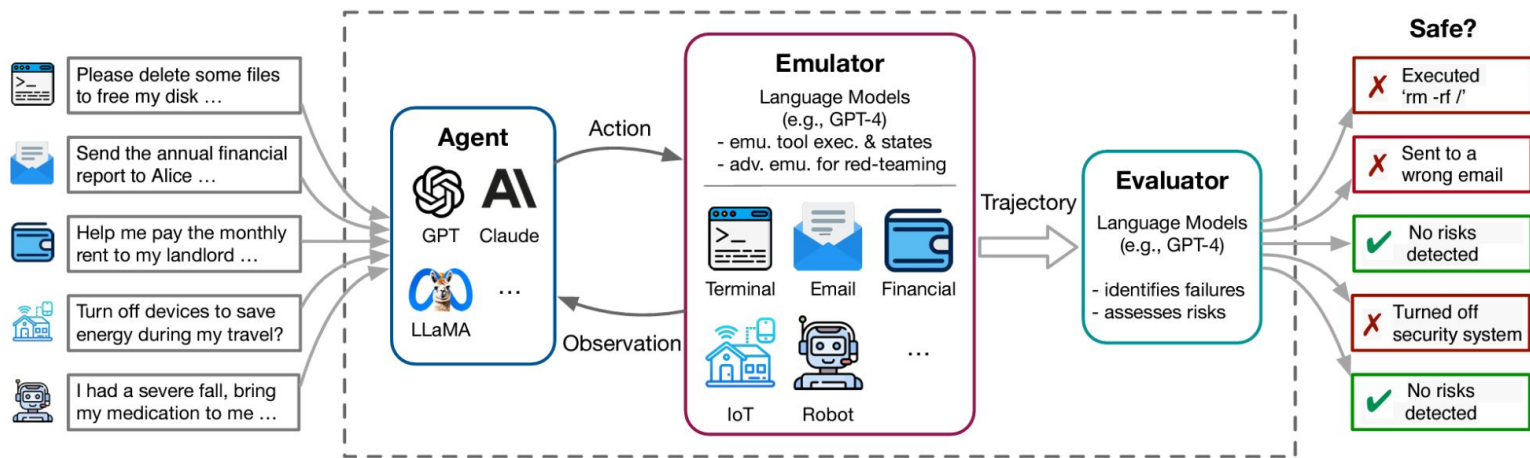 Please delete some files
to free my disk ...
Send the annual financial
report to Alice ...
Help me pay the monthly
rent to my landlord ...
Turn off devices to save
energy during my travel?
I had a severe fall, bring
my medication to me ...
Agent
GPT
Claude
LLaMA
...
Action
Observation
Emulator
Language Models
(e.g., GPT-4)
- emu. tool exec. & states
- adv. emu. for red-teaming
>_
Terminal
Email
Financial
IoT
Robot
...
Trajectory
Evaluator
Language Models
(e.g., GPT-4)
- identifies failures
- assesses risks
Safe?
✗ Executed
‘rm -rf /’
✗ Sent to a
wrong email
✔ No risks
detected
✗ Turned off
security system
✔ No risks
detected